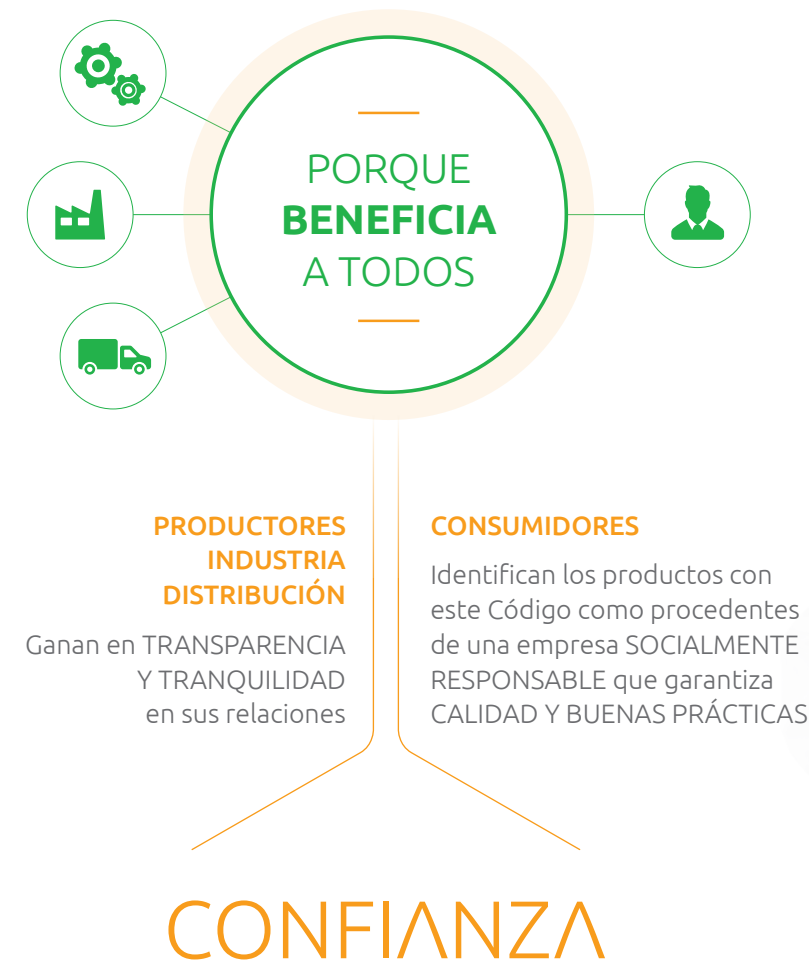 PORQUE
BENEFICIA
A TODOS
PRODUCTORES
INDUSTRIA
DISTRIBUCIÓN
Ganan en TRANSPARENCIA
Y TRANQUILIDAD
en sus relaciones
CONSUMIDORES
Identifican los productos con
este Código como procedentes
de una empresa SOCIALMENTE
RESPONSABLE que garantiza
CALIDAD Y BUENAS PRÁCTICAS
CONFIANZA